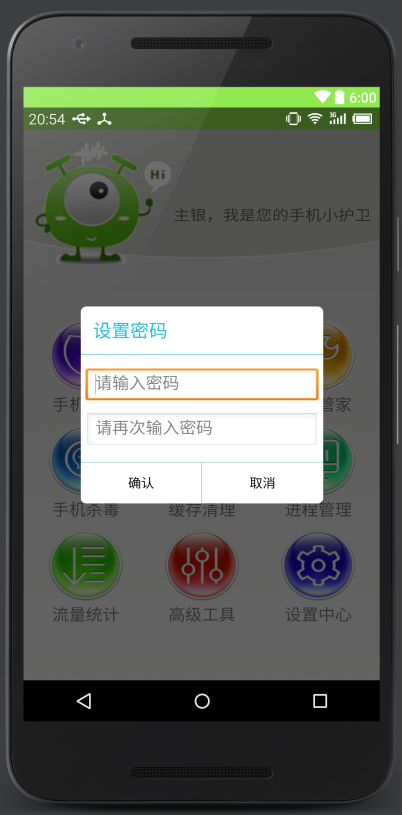 6:00
20:54
3G
Hi
主银，我是您的手机小护卫
设置密码
请输入密码
请再次输入密码
确认
取消
手机
管家
手机杀毒
缓存清理
进程管理
流量统计
高级工具
设置中心